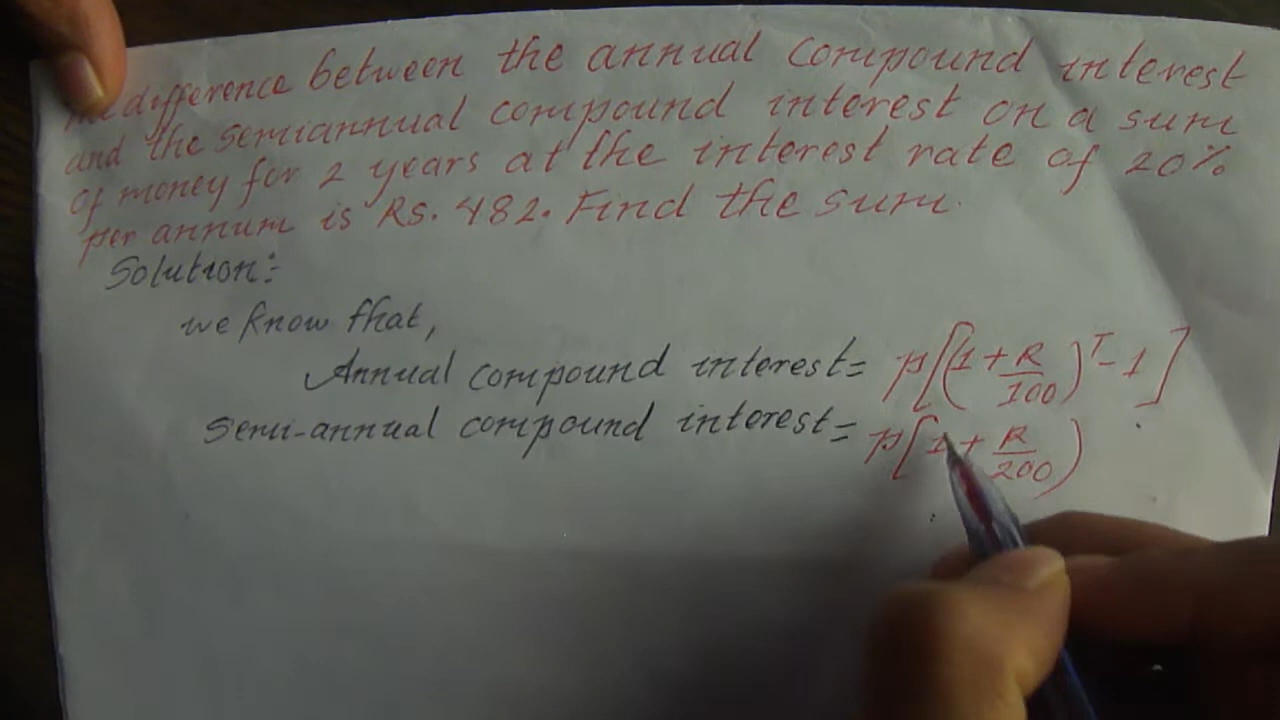 The difference between the annual compound interest
and the semiannual compound interest on a sum
of money for 2 years at the interest rate of 20%
per annum is Rs. 482. Find the sum.
Solution:-
we know that,
Annual compound interest = P[(1+R/100)^T-1]
Semi-annual compound interest = P[1+R/200)